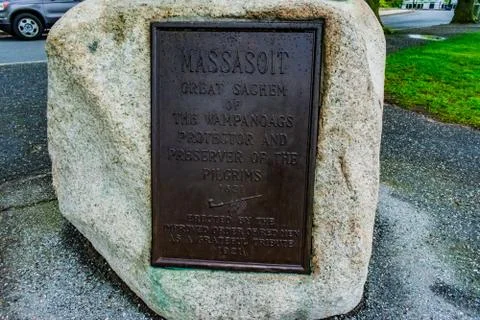 MASSASOIT
GREAT SACHEM
OF
THE WAMPANOAGS
PROTECTOR AND
PRESERVER OF THE
PILGRIMS
1621
ERECTED BY THE
IMPROVED ORDER OF RED MEN
AS A GRATEFUL TRIBUTE
1921